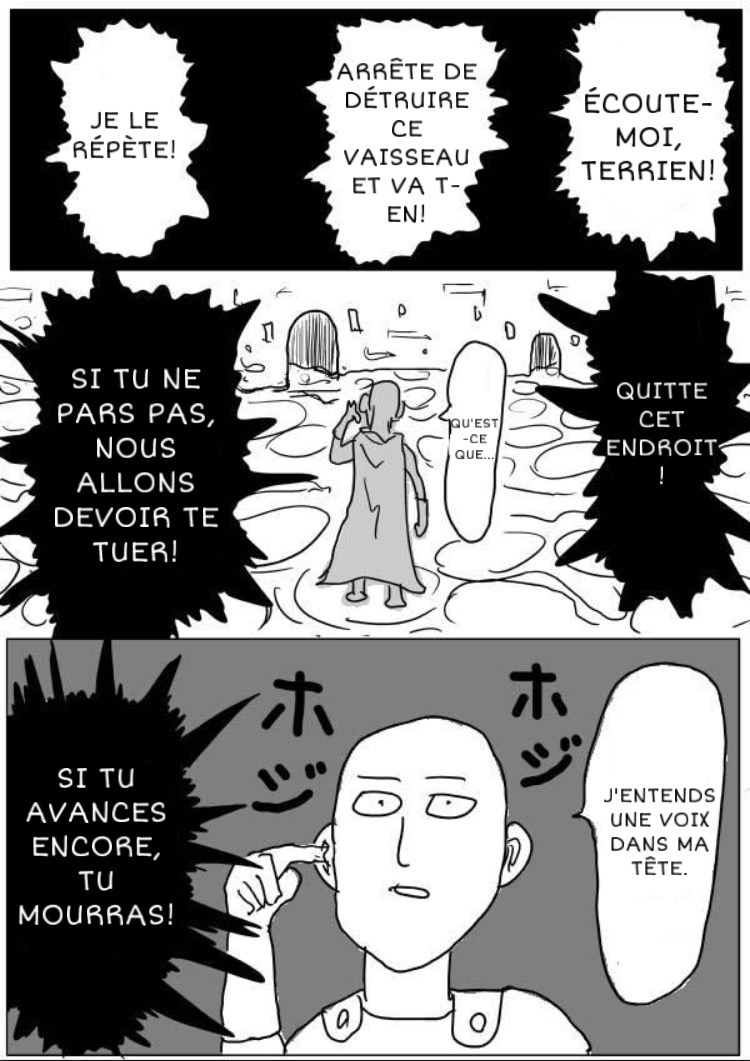 ÉCOUTE-
MOI,
TERRIEN!
ARRÊTE DE
DÉTRUIRE
CE
VAISSEAU
ET VA T-
EN!
JE LE
RÉPÈTE!
QUITTE
CET
ENDROIT
!
QU'EST
-CE
QUE...
SI TU NE
PARS PAS,
NOUS
ALLONS
DEVOIR TE
TUER!
J'ENTENDS
UNE VOIX
DANS MA
TÊTE.
ホジ
ホジ
SI TU
AVANCES
ENCORE,
TU
MOURRAS!